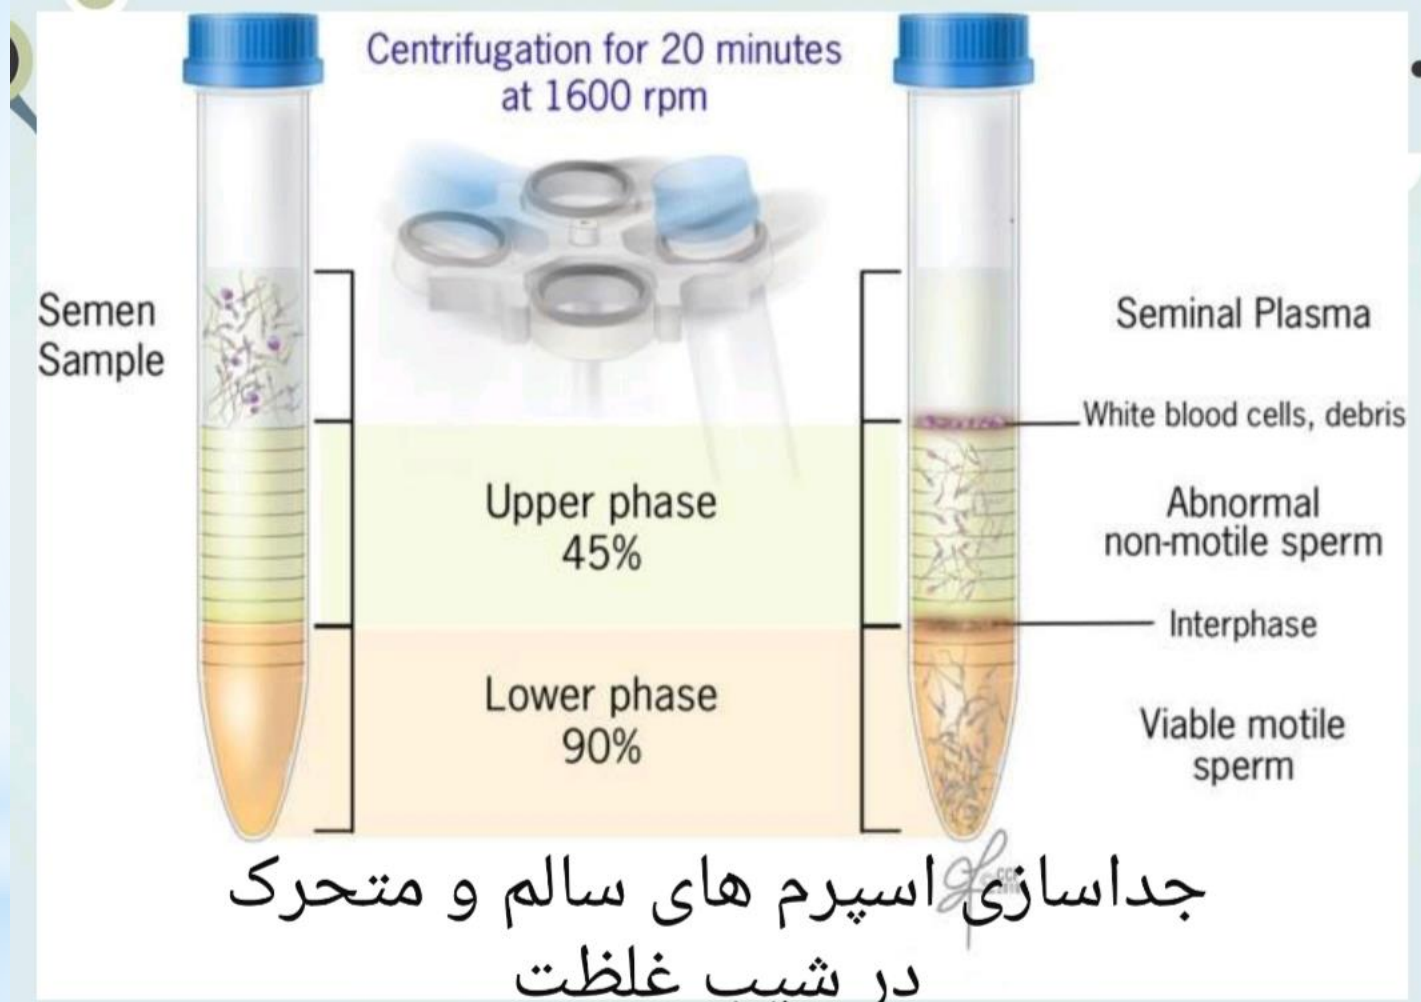 Centrifugation for 20 minutes
at 1600 rpm
Semen
Sample
Upper phase
45%
Lower phase
90%
Seminal Plasma
White blood cells, debris
Abnormal
non-motile sperm
Interphase
Viable motile
sperm
جداسازی اسپرم های سالم و متحرک
در شیب غلظت